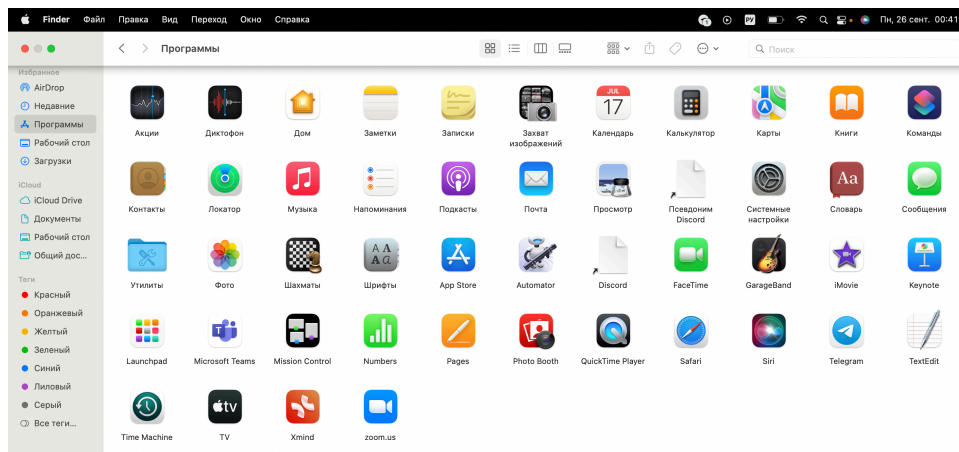 Finder Файл Правка Вид Переход Окно Справка
РУ Пн, 26 сент. 00:41
Программы
Поиск
Избранное
AirDrop
Недавние
Программы
Рабочий стол
Загрузки
iCloud
iCloud Drive
Документы
Рабочий стол
Общий дос...
Теги
Красный
Оранжевый
Желтый
Зеленый
Синий
Лиловый
Серый
Все теги...
JUL
17
Акции
Диктофон
Дом
Заметки
Записки
Захват
изображений
Календарь
Калькулятор
Карты
Книги
Команды
Aa
Контакты
Локатор
Музыка
Напоминания
Подкасты
Почта
Просмотр
Псевдоним
Discord
Системные
настройки
Словарь
Сообщения
A A
A a
Утилиты
Фото
Шахматы
Шрифты
App Store
Automator
Discord
FaceTime
GarageBand
iMovie
Keynote
Launchpad
Microsoft Teams
Mission Control
Numbers
Pages
Photo Booth
QuickTime Player
Safari
Siri
Telegram
TextEdit
tv
Time Machine
TV
Xmind
zoom.us